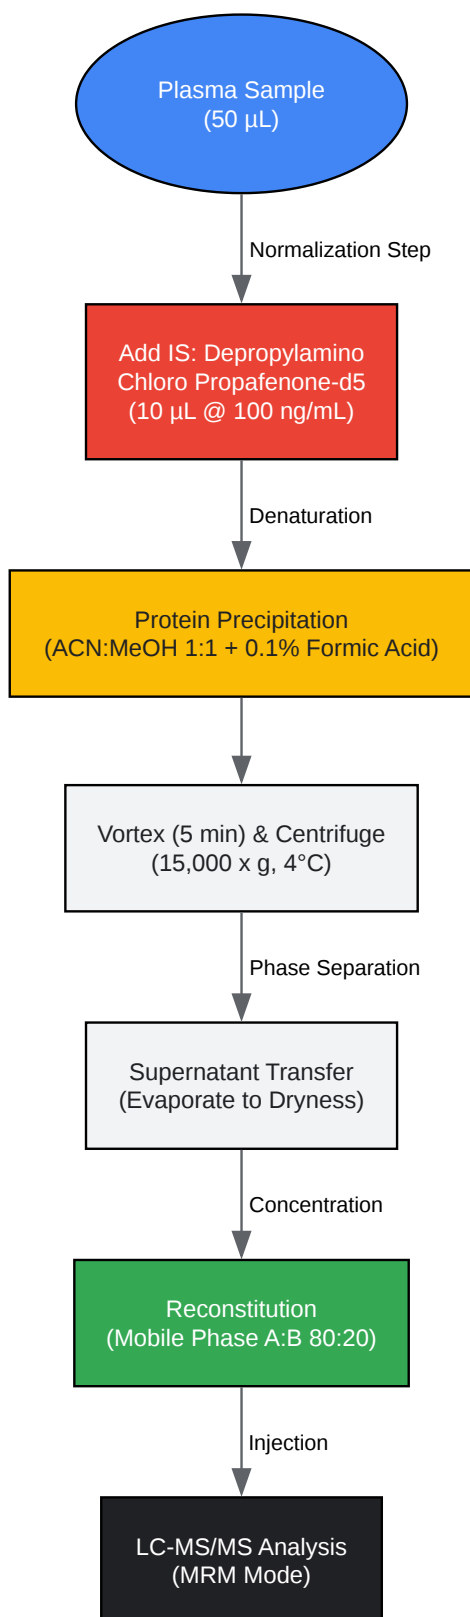 Plasma Sample
(50 µL)
Normalization Step
Add IS: Depropylamino
Chloro Propafenone-d5
(10 µL @ 100 ng/mL)
Denaturation
Protein Precipitation
(ACN:MeOH 1:1 + 0.1% Formic Acid)
Vortex (5 min) & Centrifuge
(15,000 x g, 4°C)
Phase Separation
Supernatant Transfer
(Evaporate to Dryness)
Concentration
Reconstitution
(Mobile Phase A:B 80:20)
Injection
LC-MS/MS Analysis
(MRM Mode)